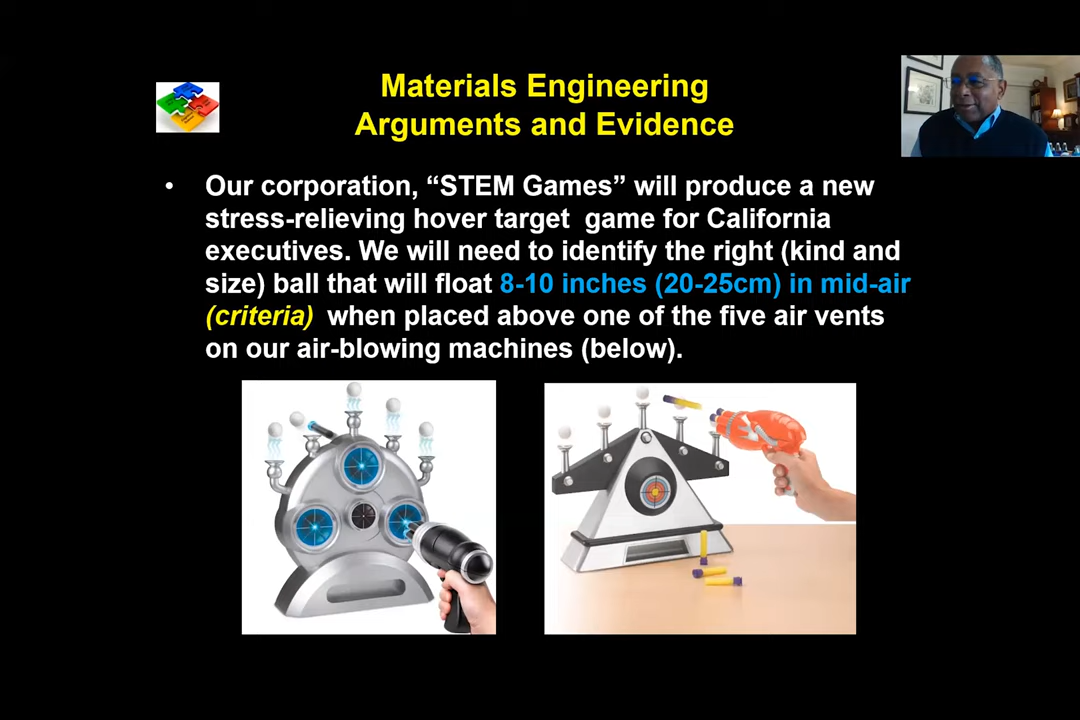 Materials Engineering
Arguments and Evidence
• Our corporation, “STEM Games” will produce a new
stress-relieving hover target game for California
executives. We will need to identify the right (kind and
size) ball that will float 8-10 inches (20-25cm) in mid-air
(criteria) when placed above one of the five air vents
on our air-blowing machines (below).